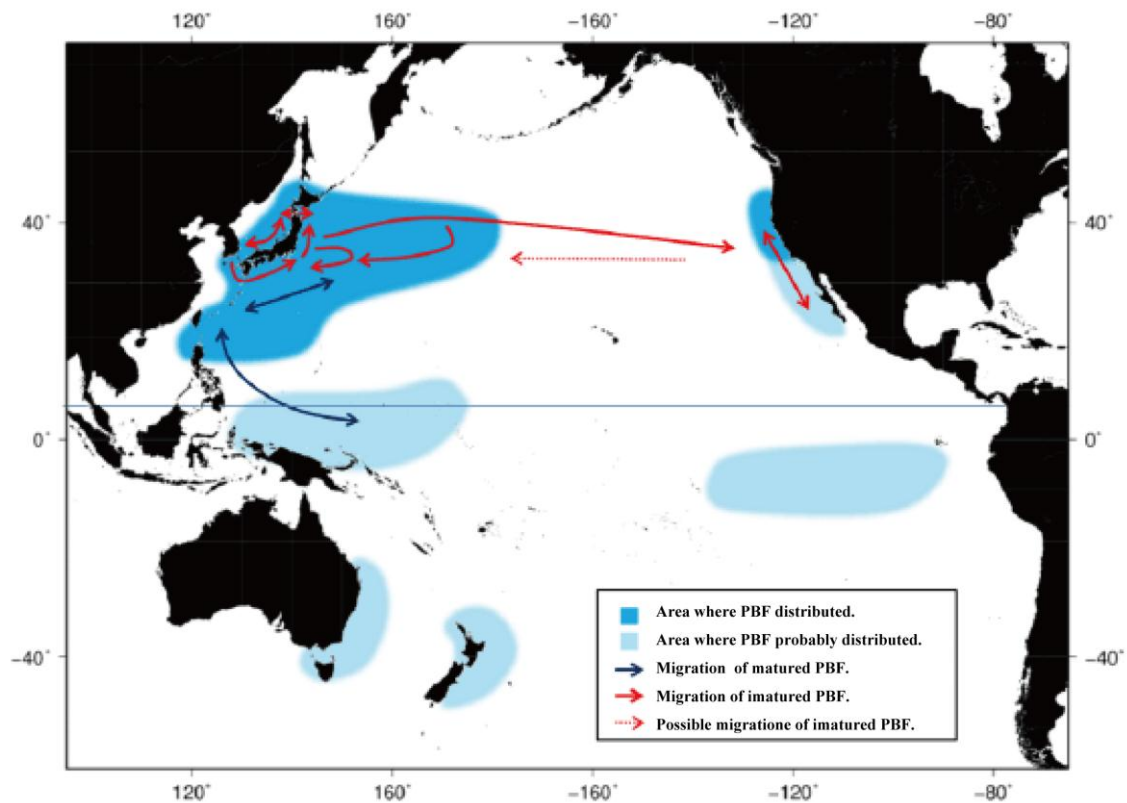 120° 160° −160° −120° −80°
40° 40°
0° 0°
−40° −40°
Area where PBF distributed.
Area where PBF probably distributed.
Migration of matured PBF.
Migration of imatured PBF.
Possible migratione of imatured PBF.
120° 160° −160° −120° −80°